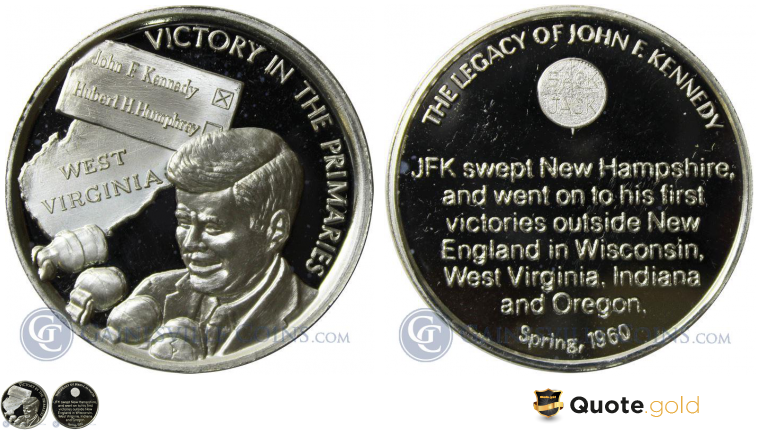 VICTORY IN THE PRIMARIES
John F Kennedy
Hubert H Humphrey
WEST
VIRGINIA
THE LEGACY OF JOHN F. KENNEDY
BACK
JACK
JFK swept New Hampshire,
and went on to his first
victories outside New
England in Wisconsin,
West Virginia, Indiana
and Oregon.
Spring, 1960
Quote.gold